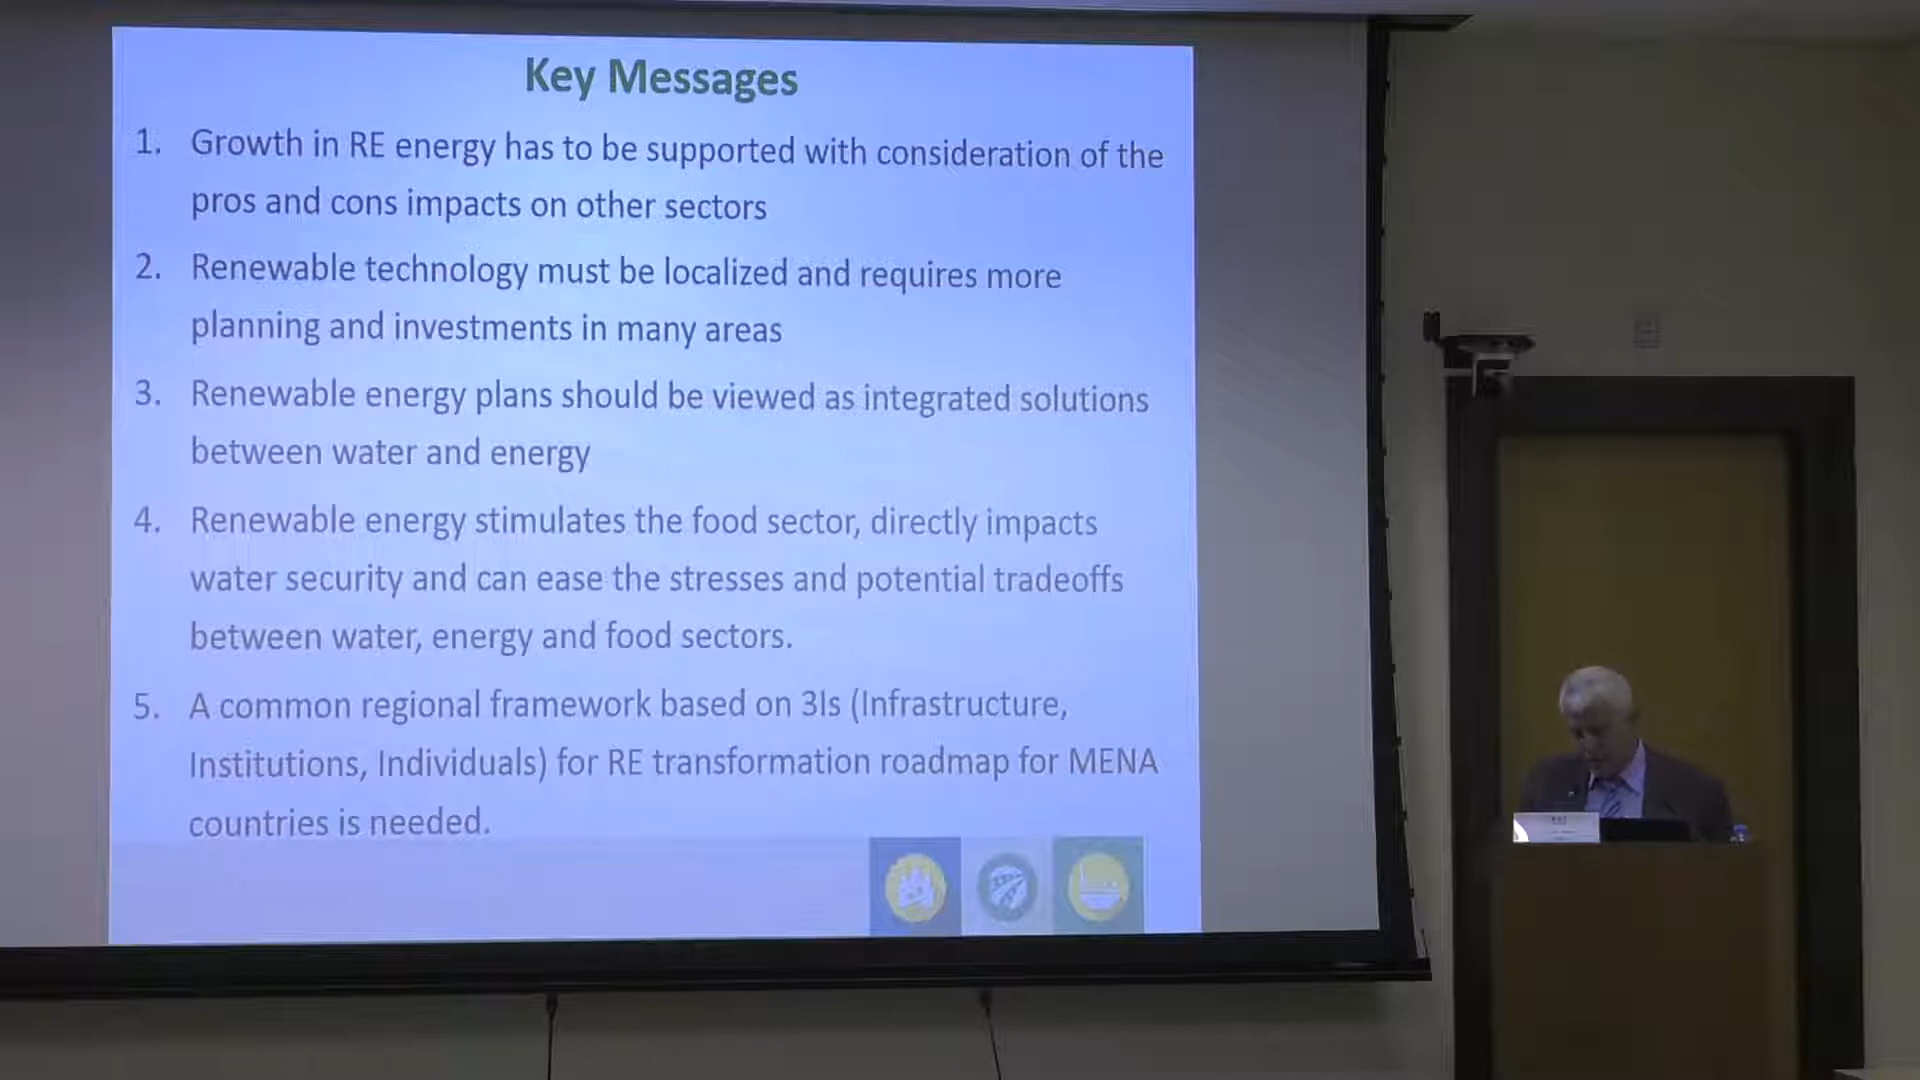 Key Messages
1. Growth in RE energy has to be supported with consideration of the
pros and cons impacts on other sectors
2. Renewable technology must be localized and requires more
planning and investments in many areas
3. Renewable energy plans should be viewed as integrated solutions
between water and energy
4. Renewable energy stimulates the food sector, directly impacts
water security and can ease the stresses and potential tradeoffs
between water, energy and food sectors.
5. A common regional framework based on 3Is (Infrastructure,
Institutions, Individuals) for RE transformation roadmap for MENA
countries is needed.